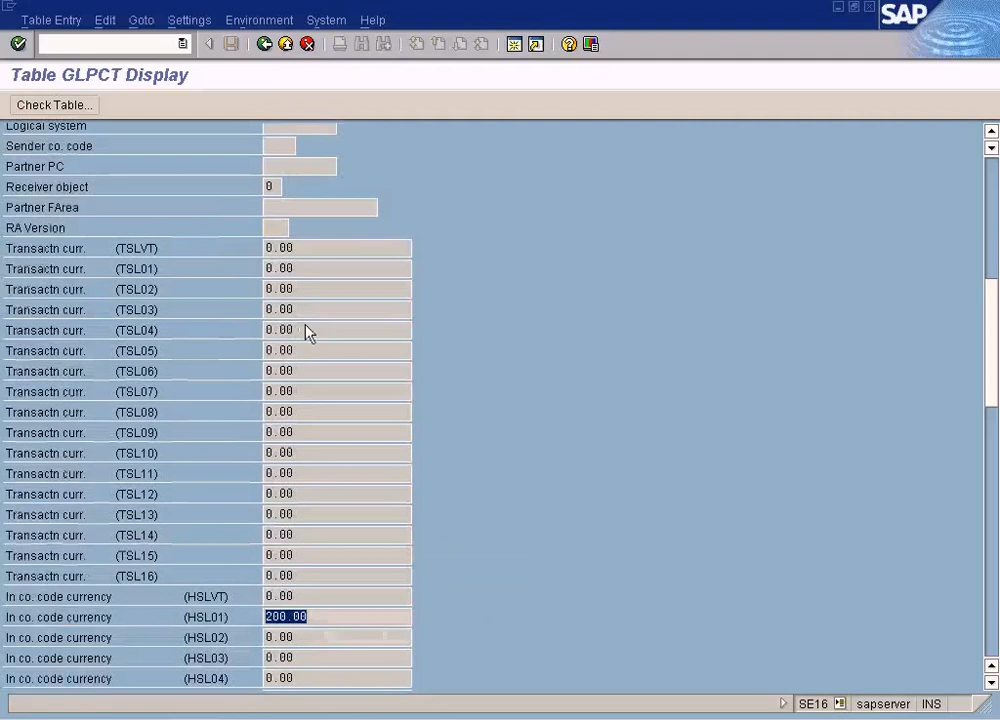 Table Entry Edit Goto Settings Environment System Help
SAP
Table GLPCT Display
Check Table...
Logical system
Sender co. code
Partner PC
Receiver object 0
Partner FArea
RA Version
Transactn curr. (TSLVT) 0.00
Transactn curr. (TSL01) 0.00
Transactn curr. (TSL02) 0.00
Transactn curr. (TSL03) 0.00
Transactn curr. (TSL04) 0.00
Transactn curr. (TSL05) 0.00
Transactn curr. (TSL06) 0.00
Transactn curr. (TSL07) 0.00
Transactn curr. (TSL08) 0.00
Transactn curr. (TSL09) 0.00
Transactn curr. (TSL10) 0.00
Transactn curr. (TSL11) 0.00
Transactn curr. (TSL12) 0.00
Transactn curr. (TSL13) 0.00
Transactn curr. (TSL14) 0.00
Transactn curr. (TSL15) 0.00
Transactn curr. (TSL16) 0.00
In co. code currency (HSLVT) 0.00
In co. code currency (HSL01) 200.00
In co. code currency (HSL02) 0.00
In co. code currency (HSL03) 0.00
In co. code currency (HSL04) 0.00
SE16 sapserver INS